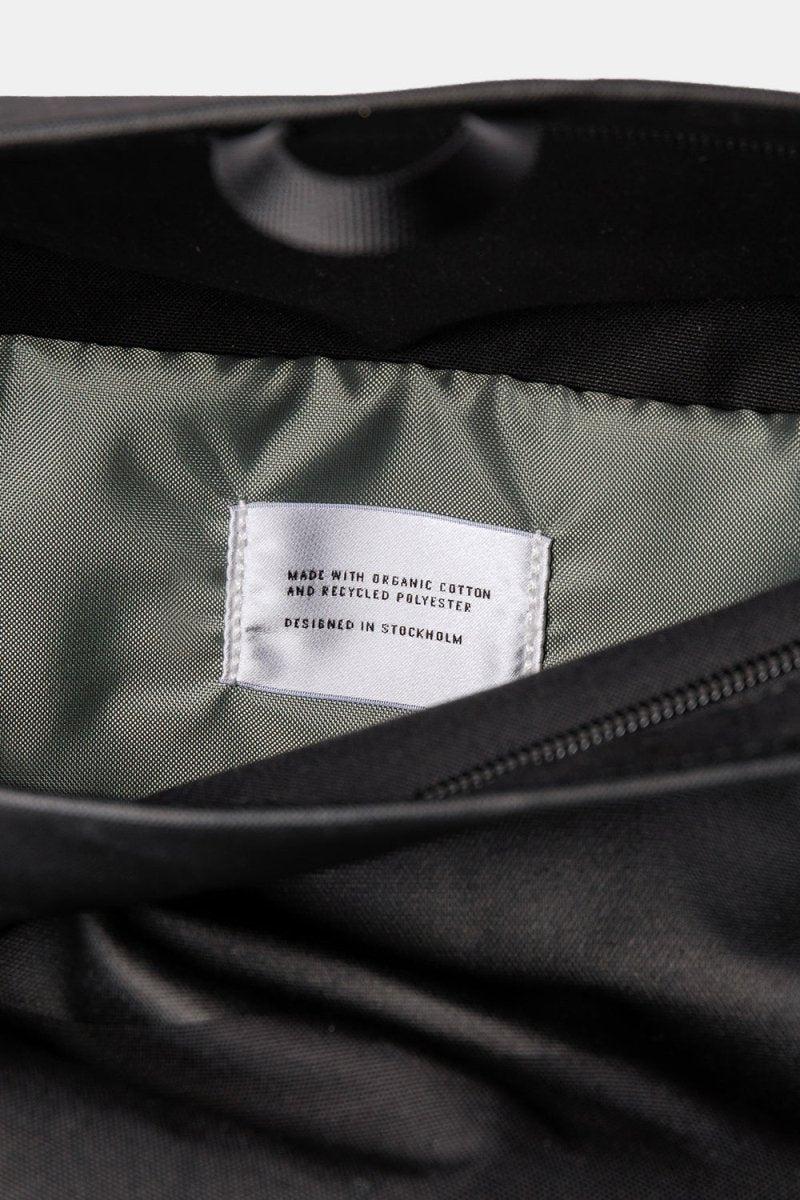 MADE WITH ORGANIC COTTON
AND RECYCLED POLYESTER
DESIGNED IN STOCKHOLM